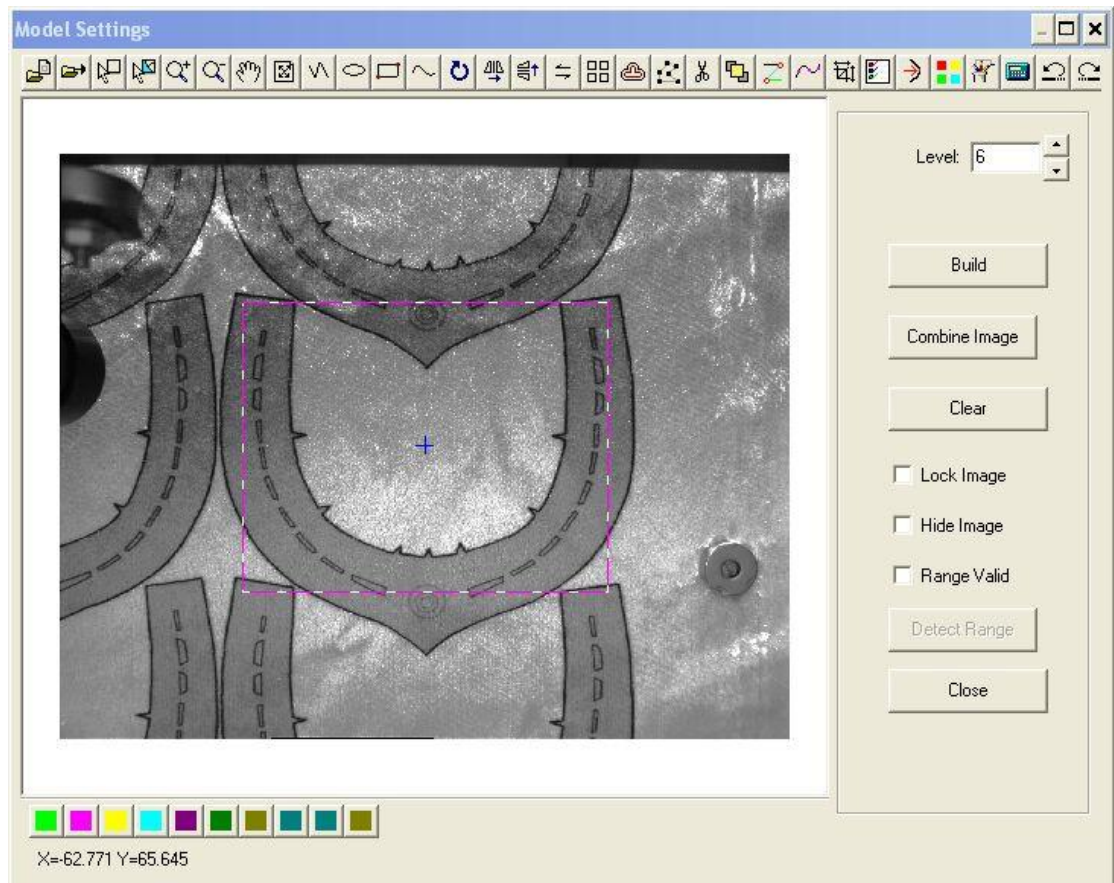 Model Settings
Level: 6
Build
Combine Image
Clear
Lock Image
Hide Image
Range Valid
Detect Range
Close
X=-62.771 Y=65.645